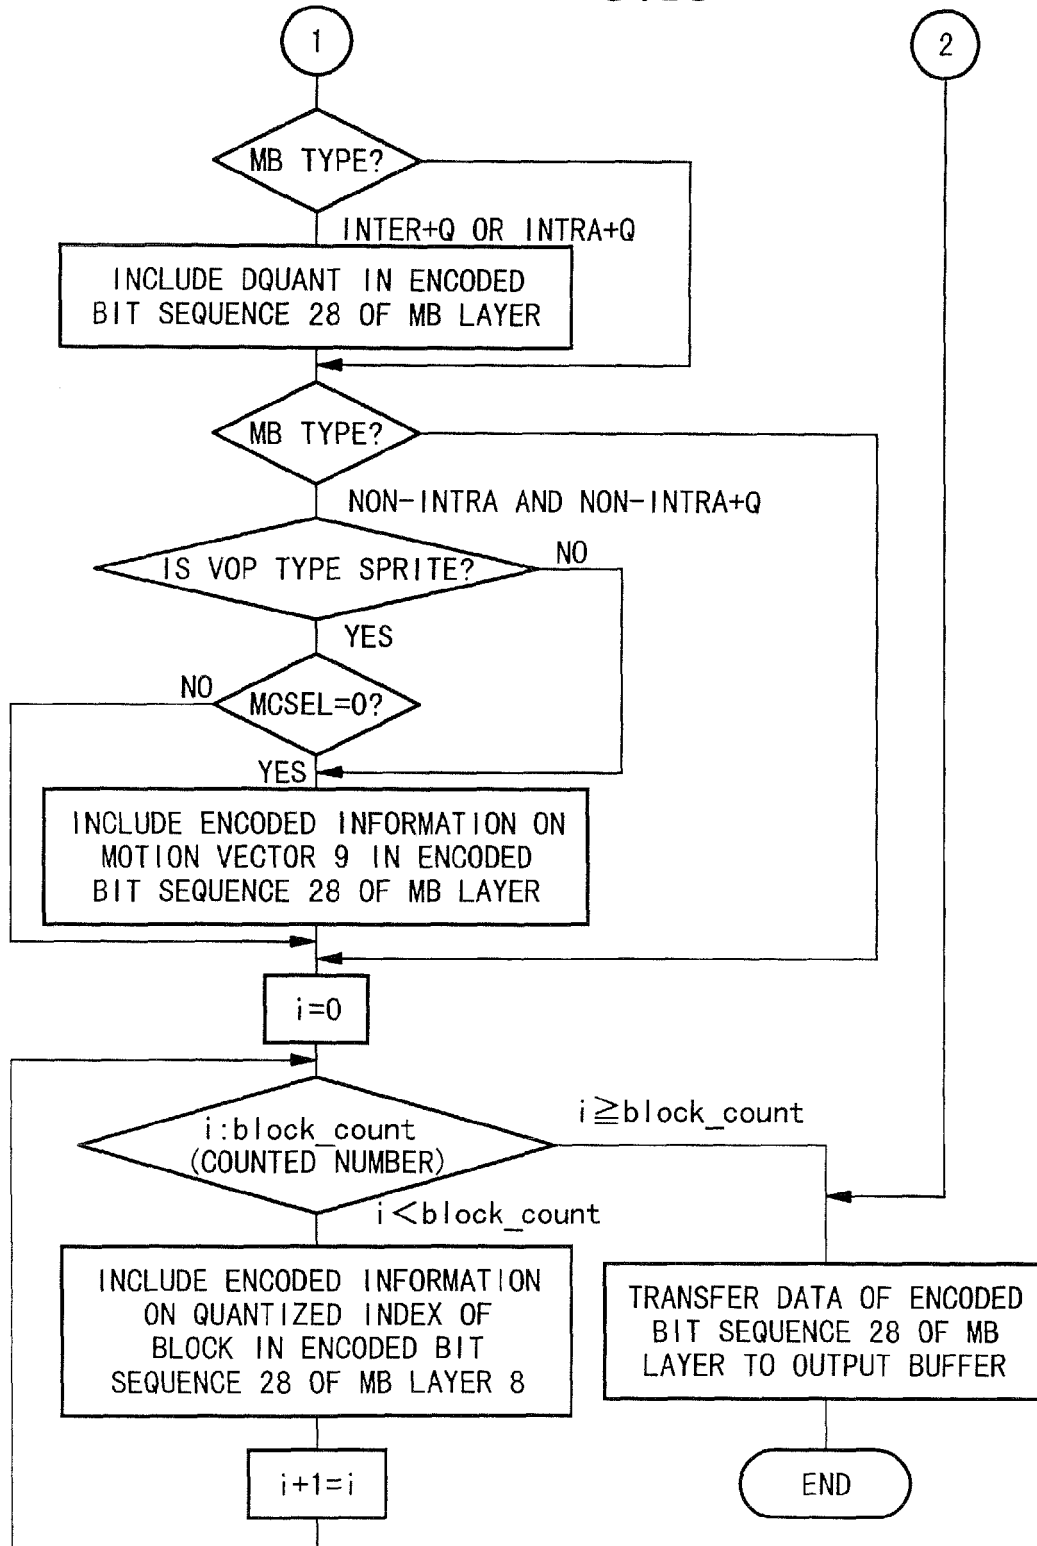 1
2
MB TYPE?
INTER+Q OR INTRA+Q
INCLUDE DQUANT IN ENCODED
BIT SEQUENCE 28 OF MB LAYER
MB TYPE?
NON-INTRA AND NON-INTRA+Q
IS VOP TYPE SPRITE?
NO
YES
NO
MCSEL=0?
YES
INCLUDE ENCODED INFORMATION ON
MOTION VECTOR 9 IN ENCODED
BIT SEQUENCE 28 OF MB LAYER
i=0
i:block_count
(COUNTED NUMBER)
i≧block_count
i<block_count
INCLUDE ENCODED INFORMATION
ON QUANTIZED INDEX OF
BLOCK IN ENCODED BIT
SEQUENCE 28 OF MB LAYER 8
TRANSFER DATA OF ENCODED
BIT SEQUENCE 28 OF MB
LAYER TO OUTPUT BUFFER
i+1=i
END